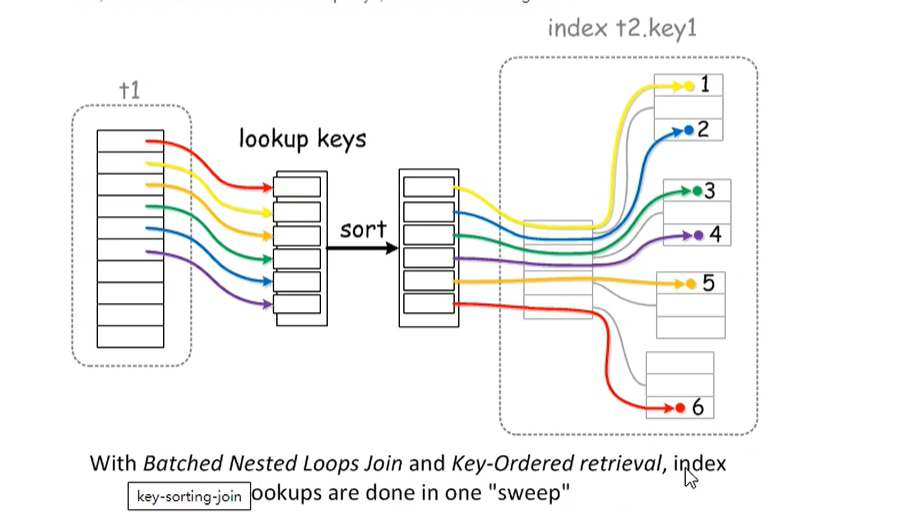 index t2.key1
t1
lookup keys
sort
1
2
3
4
5
6
With Batched Nested Loops Join and Key-Ordered retrieval, index
ookups are done in one "sweep"
key-sorting-join